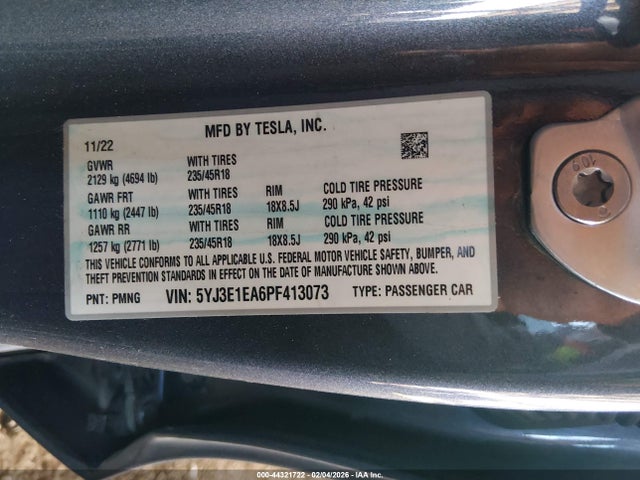 MFD BY TESLA, INC.
11/22
GVWR WITH TIRES
2129 kg (4694 lb) 235/45R18
GAWR FRT WITH TIRES RIM COLD TIRE PRESSURE
1110 kg (2447 lb) 235/45R18 18X8.5J 290 kPa, 42 psi
GAWR RR WITH TIRES RIM COLD TIRE PRESSURE
1257 kg (2771 lb) 235/45R18 18X8.5J 290 kPa, 42 psi
THIS VEHICLE CONFORMS TO ALL APPLICABLE U.S. FEDERAL MOTOR VEHICLE SAFETY, BUMPER, AND
THEFT PREVENTION STANDARDS IN EFFECT ON THE DATE OF MANUFACTURE SHOWN ABOVE.
PNT: PMNG VIN: 5YJ3E1EA6PF413073 TYPE: PASSENGER CAR
10.9
000-44321722 - 02/04/2026 - IAA Inc.